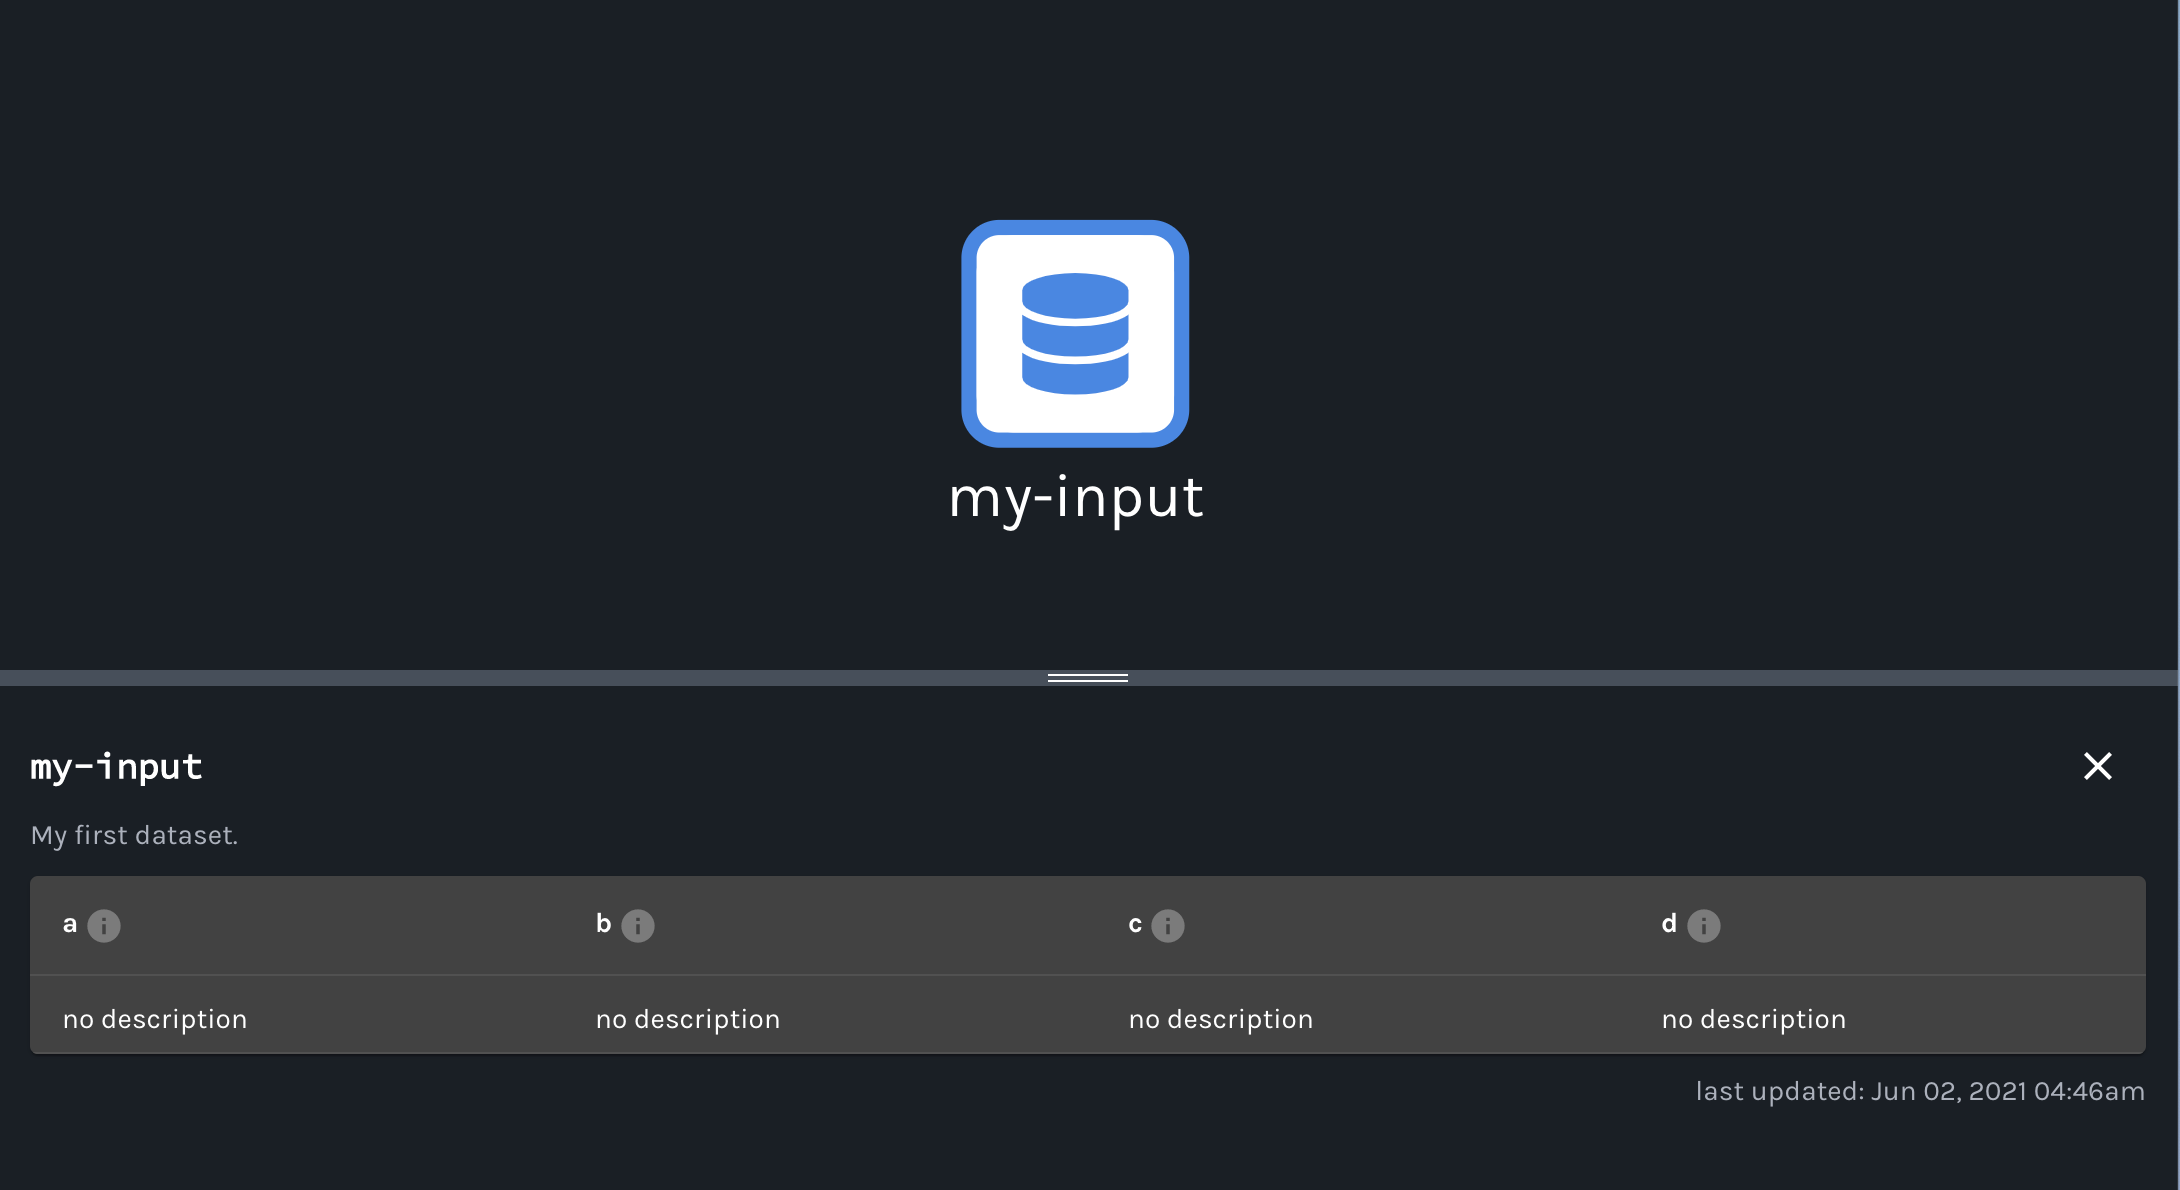 my-input
my-input
My first dataset.
a b c d
no description no description no description no description
last updated: Jun 02, 2021 04:46am